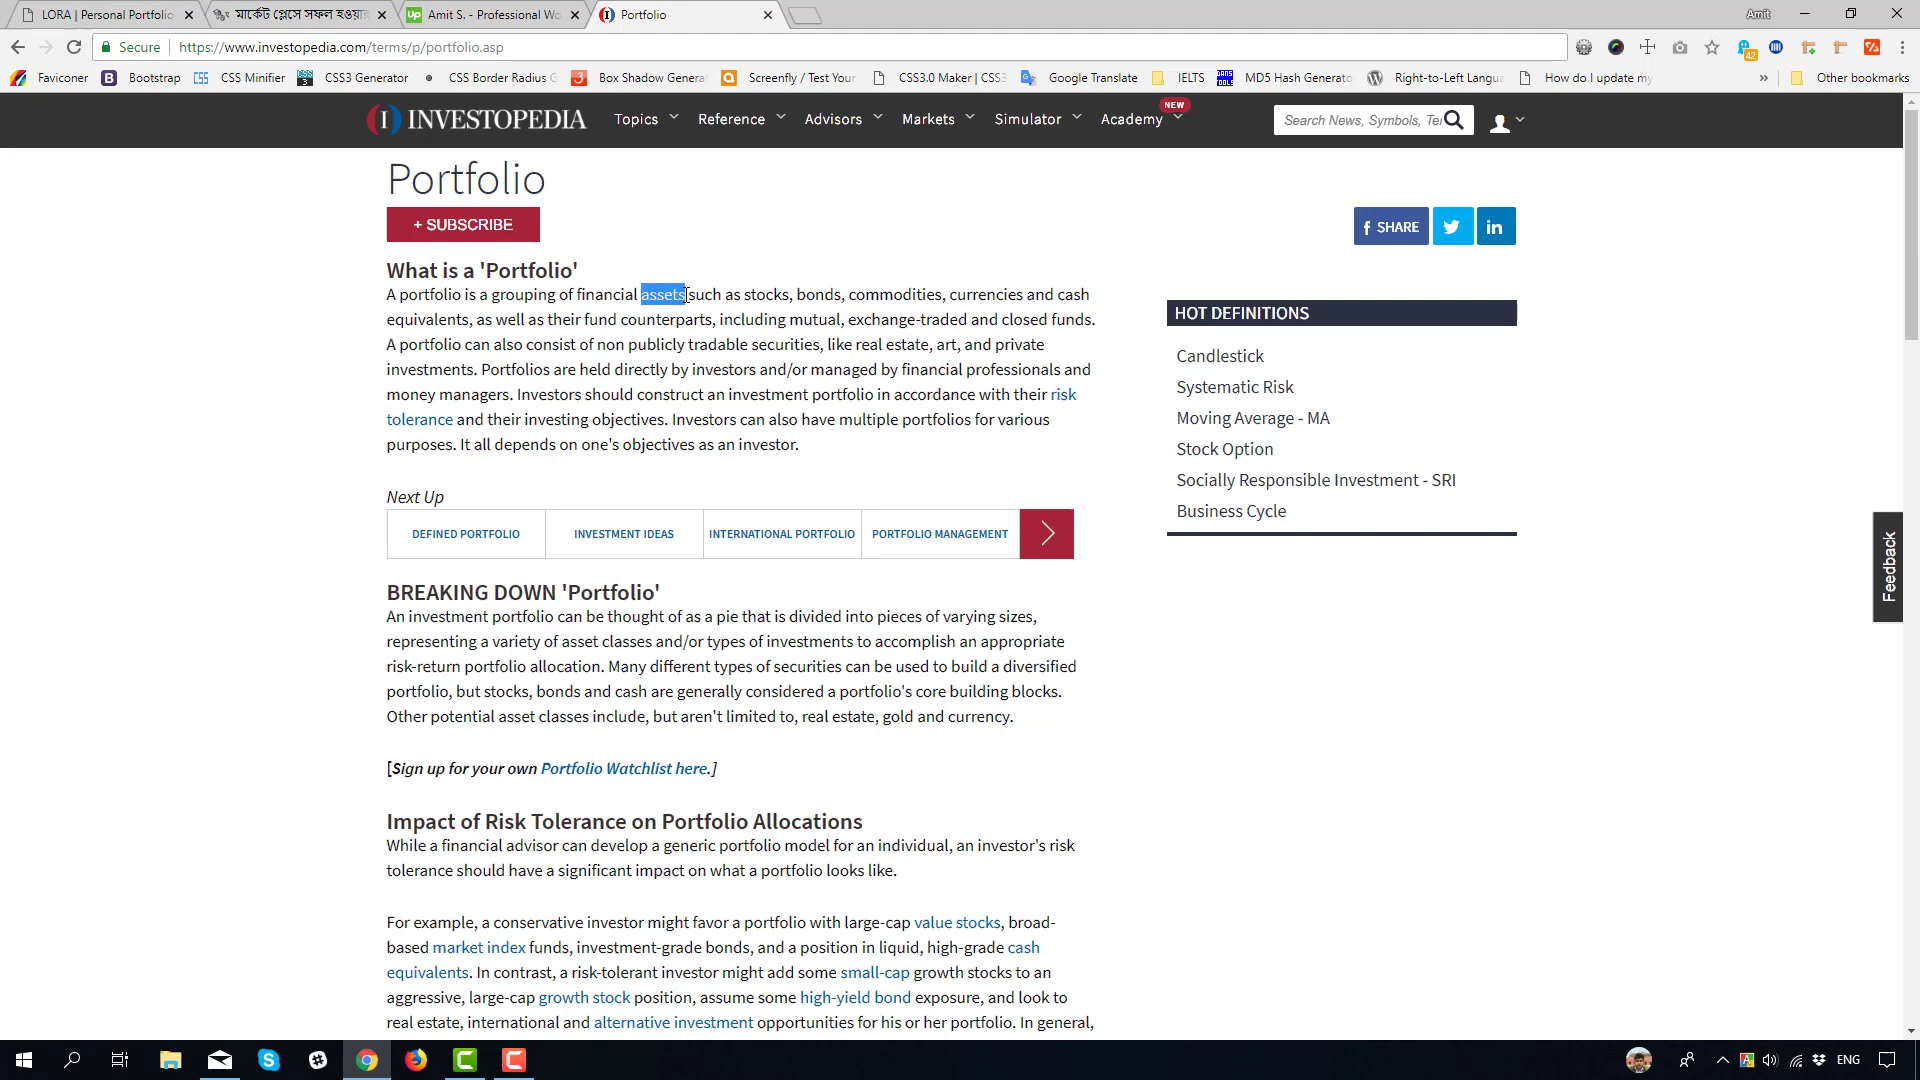 LORA | Personal Portfolio
মার্কেট প্লেসে সফল হওয়ার
Amit S. - Professional Wo
Portfolio
Amit
Secure
https://www.investopedia.com/terms/p/portfolio.asp
42
Faviconer
Bootstrap
CSS Minifier
CSS3 Generator
CSS Border Radius G
Box Shadow Genera
Screenfly / Test Your
CSS3.0 Maker | CSS3
Google Translate
IELTS
MD5 Hash Generato
Right-to-Left Langua
How do I update my
Other bookmarks
INVESTOPEDIA
Topics
Reference
Advisors
Markets
Simulator
Academy
NEW
Search News, Symbols, Te
Portfolio
+ SUBSCRIBE
SHARE
What is a 'Portfolio'
A portfolio is a grouping of financial assets such as stocks, bonds, commodities, currencies and cash
equivalents, as well as their fund counterparts, including mutual, exchange-traded and closed funds.
A portfolio can also consist of non publicly tradable securities, like real estate, art, and private
investments. Portfolios are held directly by investors and/or managed by financial professionals and
money managers. Investors should construct an investment portfolio in accordance with their risk
tolerance and their investing objectives. Investors can also have multiple portfolios for various
purposes. It all depends on one's objectives as an investor.
HOT DEFINITIONS
Candlestick
Systematic Risk
Moving Average - MA
Stock Option
Socially Responsible Investment - SRI
Business Cycle
Feedback
Next Up
DEFINED PORTFOLIO
INVESTMENT IDEAS
INTERNATIONAL PORTFOLIO
PORTFOLIO MANAGEMENT
BREAKING DOWN 'Portfolio'
An investment portfolio can be thought of as a pie that is divided into pieces of varying sizes,
representing a variety of asset classes and/or types of investments to accomplish an appropriate
risk-return portfolio allocation. Many different types of securities can be used to build a diversified
portfolio, but stocks, bonds and cash are generally considered a portfolio's core building blocks.
Other potential asset classes include, but aren't limited to, real estate, gold and currency.
[Sign up for your own Portfolio Watchlist here.]
Impact of Risk Tolerance on Portfolio Allocations
While a financial advisor can develop a generic portfolio model for an individual, an investor's risk
tolerance should have a significant impact on what a portfolio looks like.
For example, a conservative investor might favor a portfolio with large-cap value stocks, broad-
based market index funds, investment-grade bonds, and a position in liquid, high-grade cash
equivalents. In contrast, a risk-tolerant investor might add some small-cap growth stocks to an
aggressive, large-cap growth stock position, assume some high-yield bond exposure, and look to
real estate, international and alternative investment opportunities for his or her portfolio. In general,
ENG